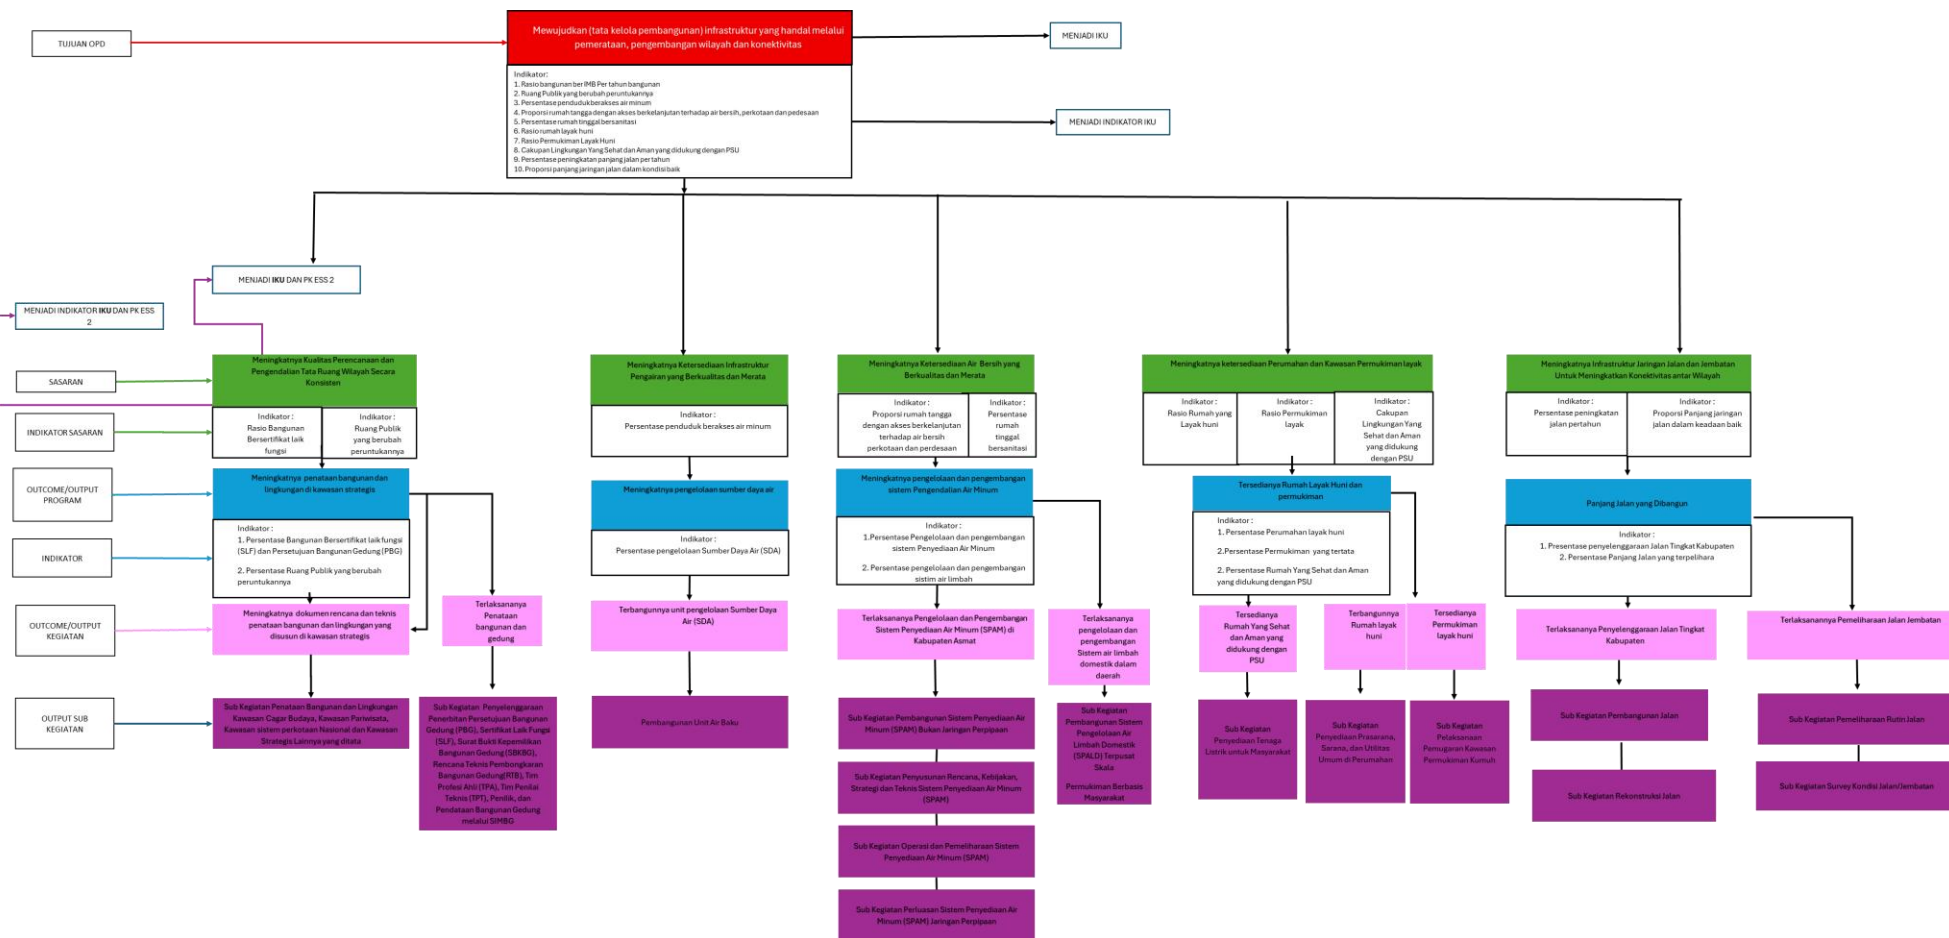 TUJUAN OPD
Mewujudkan (tata kelola pembangunan) infrastruktur yang handal melalui
pemerataan, pengembangan wilayah dan konektivitas
MENJADI IKU
Indikator:
1. Rasio bangunan ber IMB Per tahun bangunan
2. Ruang Publik yang berubah peruntukannya
3. Persentase penduduk berakses air minum
4. Proporsi rumah tangga dengan akses berkelanjutan terhadap air bersih, perkotaan dan pedesaan
5. Persentase rumah tinggal bersanitasi
6. Rasio rumah layak huni
7. Rasio Permukiman Layak Huni
8. Cakupan Lingkungan Yang Sehat dan Aman yang didukung dengan PSU
9. Persentase peningkatan panjang jalan per tahun
10. Proporsi panjang jaringan jalan dalam kondisi baik
MENJADI INDIKATOR IKU
MENJADI IKU DAN PK ESS 2
MENJADI INDIKATOR IKU DAN PK ESS
2
SASARAN
Meningkatnya Kualitas Perencanaan dan
Pengendalian Tata Ruang Wilayah Secara
Konsisten
Meningkatnya Ketersediaan Infrastruktur
Pengairan yang Berkualitas dan Merata
Meningkatnya Ketersediaan Air Bersih yang
Berkualitas dan Merata
Meningkatnya ketersediaan Perumahan dan Kawasan Permukiman layak
Meningkatnya Infrastruktur Jaringan Jalan dan Jembatan
Untuk Meningkatkan Konektivitas antar Wilayah
INDIKATOR SASARAN
Indikator :
Rasio Bangunan
Bersertifikat laik
fungsi
Indikator :
Ruang Publik
yang berubah
peruntukannya
Indikator :
Persentase penduduk berakses air minum
Indikator :
Proporsi rumah tangga
dengan akses berkelanjutan
terhadap air bersih
perkotaan dan perdesaan
Indikator :
Persentase
rumah
tinggal
bersanitasi
Indikator :
Rasio Rumah yang
Layak huni
Indikator :
Rasio Permukiman
layak
Indikator :
Cakupan
Lingkungan Yang
Sehat dan Aman
yang didukung
dengan PSU
Indikator :
Persentase peningkatan
jalan pertahun
Indikator :
Proporsi Panjang jaringan
jalan dalam keadaan baik
OUTCOME/OUTPUT
PROGRAM
Meningkatnya penataan bangunan dan
lingkungan di kawasan strategis
Meningkatnya pengelolaan sumber daya air
Meningkatnya pengelolaan dan pengembangan
sistem Pengendalian Air Minum
Tersedianya Rumah Layak Huni dan
permukiman
Panjang Jalan yang Dibangun
INDIKATOR
Indikator :
1. Persentase Bangunan Bersertifikat laik fungsi
(SLF) dan Persetujuan Bangunan Gedung (PBG)
2. Persentase Ruang Publik yang berubah
peruntukannya
Indikator :
Persentase pengelolaan Sumber Daya Air (SDA)
Indikator :
1.Persentase Pengelolaan dan pengembangan
sistem Penyediaan Air Minum
2. Persentase pengelolaan dan pengembangan
sistim air limbah
Indikator :
1. Persentase Perumahan layak huni
2.Persentase Permukiman yang tertata
2. Persentase Rumah Yang Sehat dan Aman
yang didukung dengan PSU
Indikator :
1. Presentase penyelenggaraan Jalan Tingkat Kabupaten
2. Persentase Panjang Jalan yang terpelihara
OUTCOME/OUTPUT
KEGIATAN
Meningkatnya dokumen rencana dan teknis
penataan bangunan dan lingkungan yang
disusun di kawasan strategis
Terlaksananya
Penataan
bangunan dan
gedung
Terbangunnya unit pengelolaan Sumber Daya
Air (SDA)
Terlaksananya Pengelolaan dan Pengembangan
Sistem Penyediaan Air Minum (SPAM) di
Kabupaten Asmat
Terlaksananya
pengelolaan dan
pengembangan
Sistem air limbah
domestik dalam
daerah
Tersedianya
Rumah Yang Sehat
dan Aman yang
didukung dengan
PSU
Terbangunnya
Rumah layak
huni
Tersedianya
Permukiman
layak huni
Terlaksananya Penyelenggaraan Jalan Tingkat
Kabupaten
Terlaksanannya Pemeliharaan Jalan Jembatan
OUTPUT SUB
KEGIATAN
Sub Kegiatan Penataan Bangunan dan Lingkungan
Kawasan Cagar Budaya, Kawasan Pariwisata,
Kawasan sistem perkotaan Nasional dan Kawasan
Strategis Lainnya yang ditata
Sub Kegiatan Penyelenggaraan
Penerbitan Persetujuan Bangunan
Gedung (PBG), Sertifikat Laik Fungsi
(SLF), Surat Bukti Kepemilikan
Bangunan Gedung (SBKBG),
Rencana Teknis Pembongkaran
Bangunan Gedung(RTB), Tim
Profesi Ahli (TPA), Tim Penilai
Teknis (TPT), Penilik, dan
Pendataan Bangunan Gedung
melalui SIMBG
Pembangunan Unit Air Baku
Sub Kegiatan Pembangunan Sistem Penyediaan Air
Minum (SPAM) Bukan Jaringan Perpipaan
Sub Kegiatan Penyusunan Rencana, Kebijakan,
Strategi dan Teknis Sistem Penyediaan Air Minum
(SPAM)
Sub Kegiatan Operasi dan Pemeliharaan Sistem
Penyediaan Air Minum (SPAM)
Sub Kegiatan Perluasan Sistem Penyediaan Air
Minum (SPAM) Jaringan Perpipaan
Sub Kegiatan
Pembangunan Sistem
Pengelolaan Air
Limbah Domestik
(SPALD) Terpusat
Skala
Permukiman Berbasis
Masyarakat
Sub Kegiatan
Penyediaan Tenaga
Listrik untuk Masyarakat
Sub Kegiatan
Penyediaan Prasarana,
Sarana, dan Utilitas
Umum di Perumahan
Sub Kegiatan
Pelaksanaan
Pemugaran Kawasan
Permukiman Kumuh
Sub Kegiatan Pembangunan Jalan
Sub Kegiatan Rekonstruksi Jalan
Sub Kegiatan Pemeliharaan Rutin Jalan
Sub Kegiatan Survey Kondisi Jalan/Jembatan